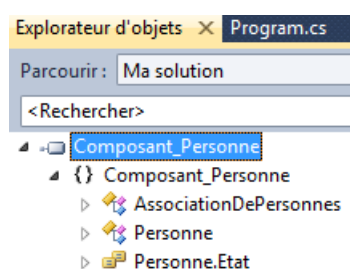 Explorateur d'objets Program.cs
Parcourir : Ma solution
<Rechercher>
Composant_Personne
{} Composant_Personne
AssociationDePersonnes
Personne
Personne.Etat